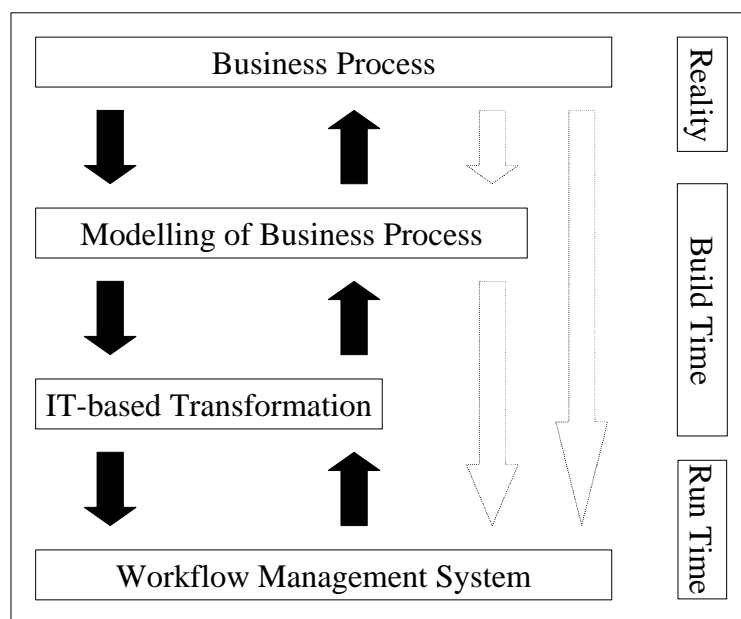 Business Process
Reality
Modelling of Business Process
Build Time
IT-based Transformation
Run Time
Workflow Management System